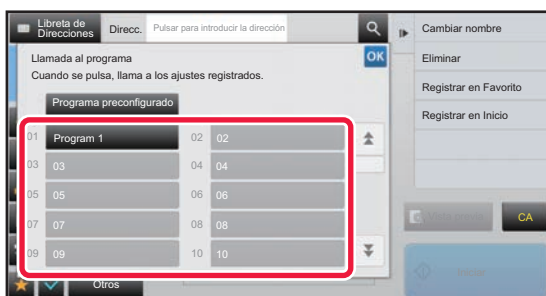 Libreta de Direcciones
Direcc.
Pulsar para introducir la dirección
Llamada al programa
OK
Cuando se pulsa, llama a los ajustes registrados.
Programa preconfigurado
01 Program 1 02 02
03 03 04 04
05 05 06 06
07 07 08 08
09 09 10 10
Otros
Cambiar nombre
Eliminar
Registrar en Favorito
Registrar en Inicio
CA